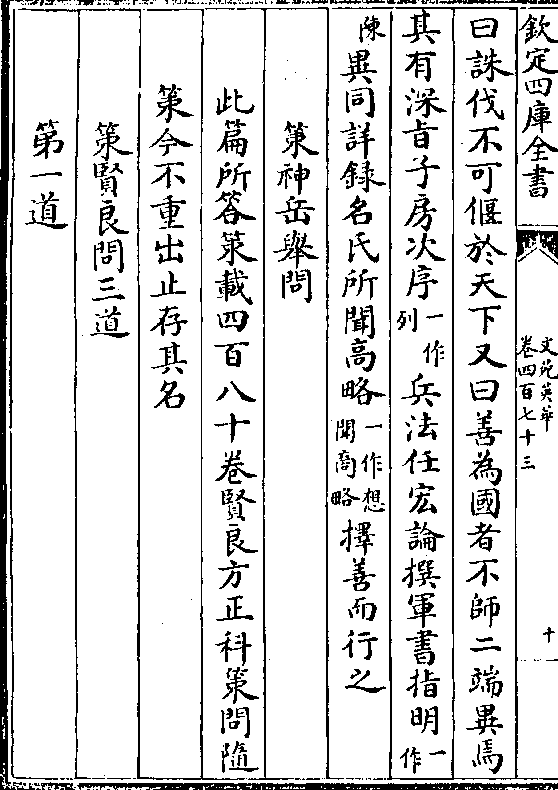 欽定四庫全書
文苑英華
卷四百七十三
十
曰誅伐不可偃於天下又曰善為國者不師二端異焉
其有深旨子房次序一作列兵法任宏論撰軍書指明一作
陳異同詳録名氏所聞高略一作想聞啇略擇善而行之
策神岳舉問
此篇所答策載四百八十卷賢良方正科策問隨
策今不重出止存其名
策賢良問三道
第一道